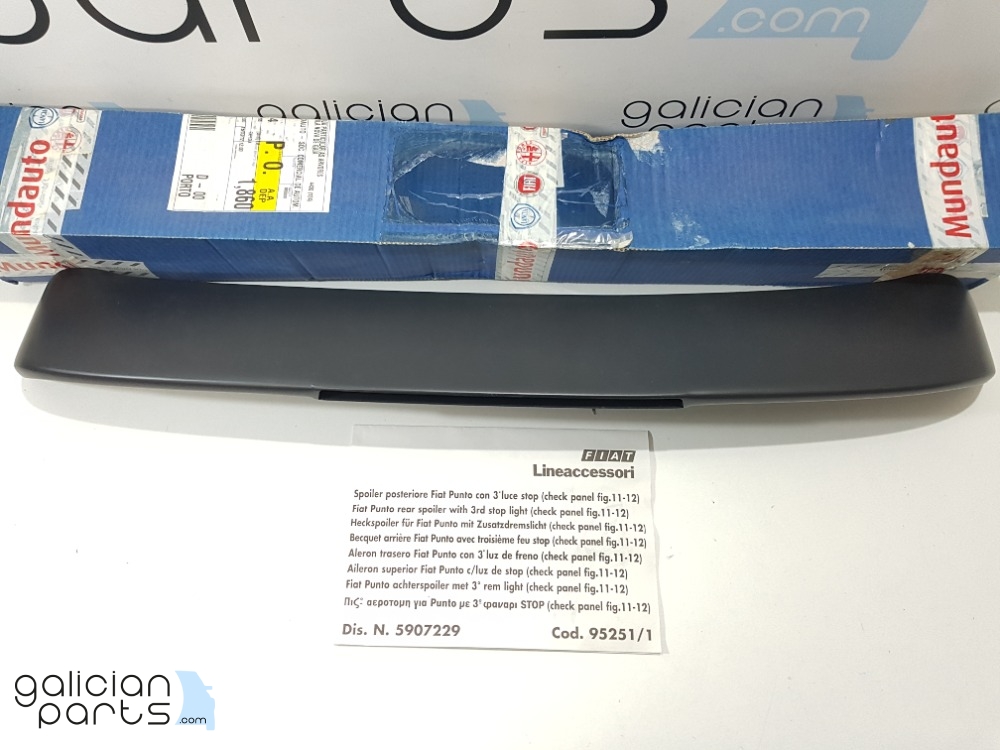 .com
galician
parts
galician
parts
Mundauto
P.O. 1,860
D - 00
PORTO
FIAT
Mundauto
FIAT
Lineaccessori
Spoiler posteriore Fiat Punto con 3˚luce stop (check panel fig.11-12)
Fiat Punto rear spoiler with 3rd stop light (check panel fig.11-12)
Heckspoiler für Fiat Punto mit Zusatzdremslicht (check panel fig.11-12)
Becquet arrière Fiat Punto avec troisième feu stop (check panel fig.11-12)
Aleron trasero Fiat Punto con 3˚luz de freno (check panel fig.11-12)
Aileron superior Fiat Punto c/luz de stop (check panel fig.11-12)
Fiat Punto achterspoiler met 3ᵉ rem light (check panel fig.11-12)
αεροτομη για Punto με 3º φαναρι STOP (check panel fig.11-12)
Dis. N. 5907229 Cod. 95251/1
galician
parts.com